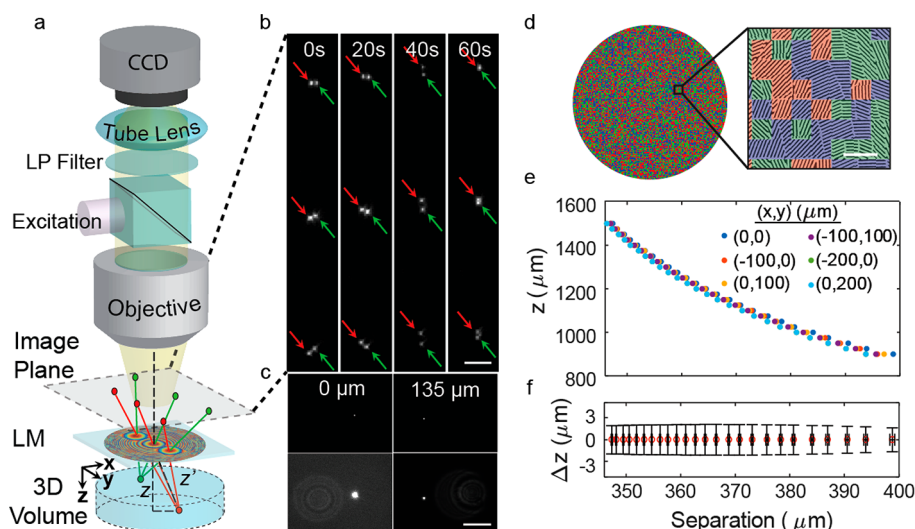 a
CCD
Tube Lens
LP Filter
Excitation
Objective
Image
Plane
LM
x
y
z
z
z'
3D
Volume
b
0s
20s
40s
60s
c
0 μm
135 μm
d
e
1600
1400
1200
1000
800
z (μm)
(x,y) (μm)
(0,0)
(-100,100)
(-100,0)
(-200,0)
(0,100)
(0,200)
f
3
0
-3
Δz (μm)
350
360
370
380
390
400
Separation (μm)